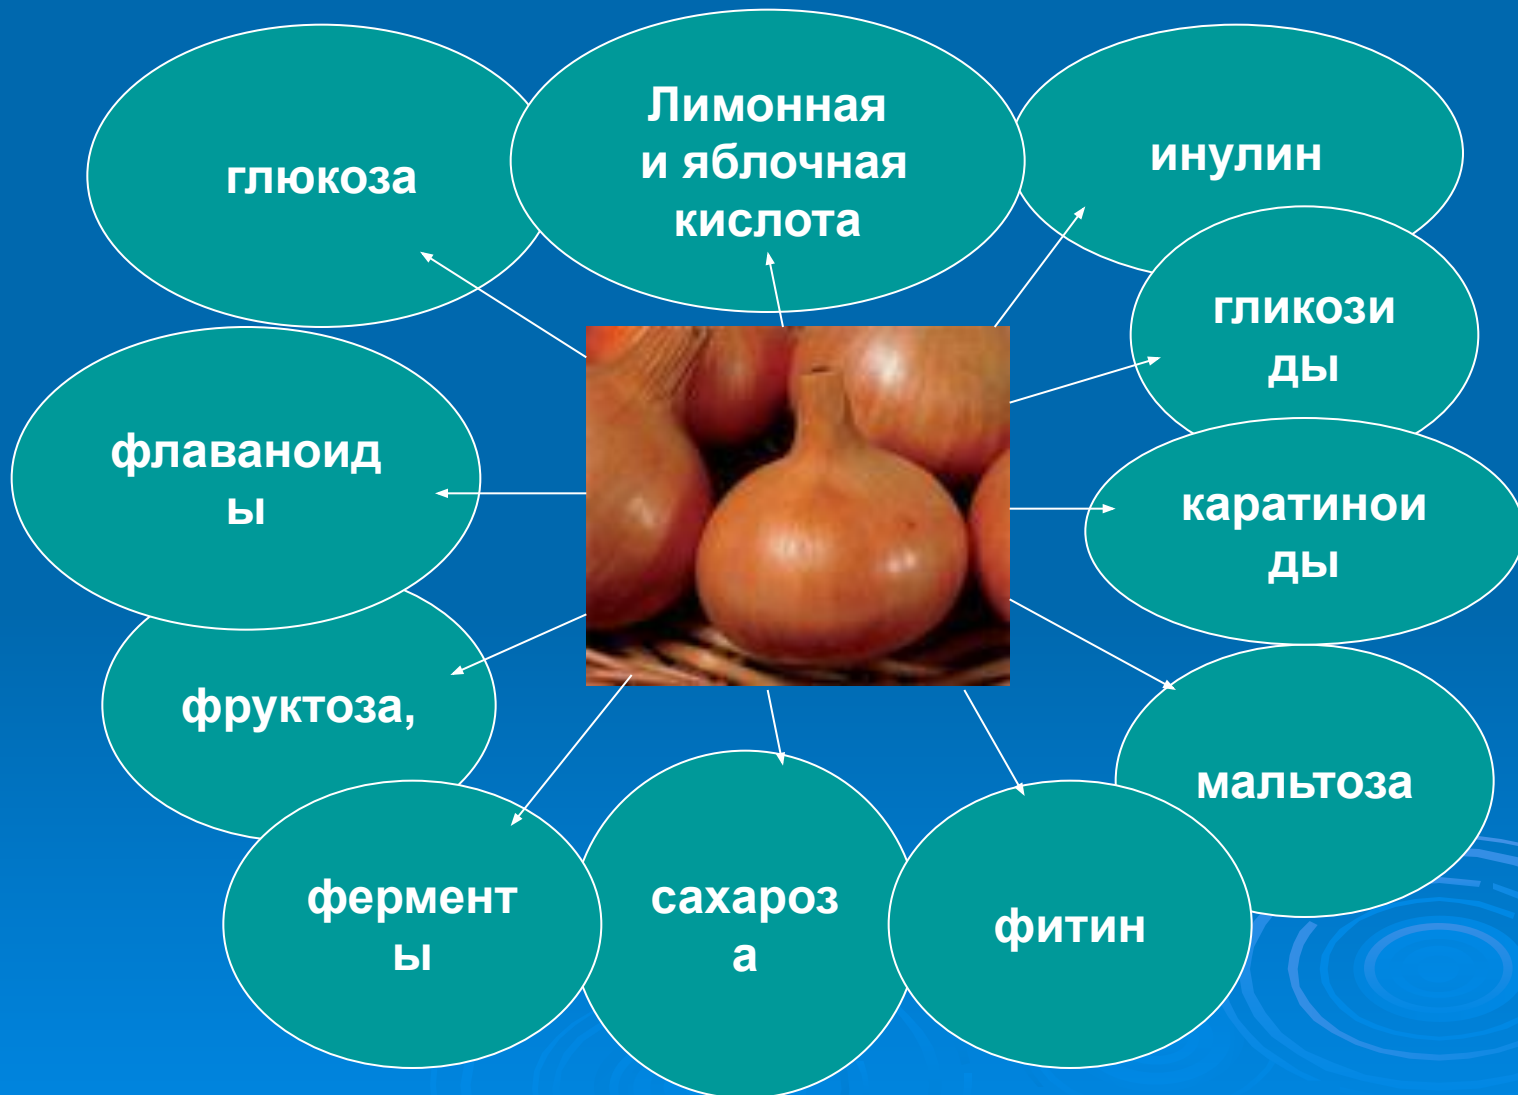 глюкоза
Лимонная
и яблочная
кислота
инулин
гликози
ды
флаваноид
ы
каратинои
ды
фруктоза,
мальтоза
фермент
ы
сахароз
а
фитин